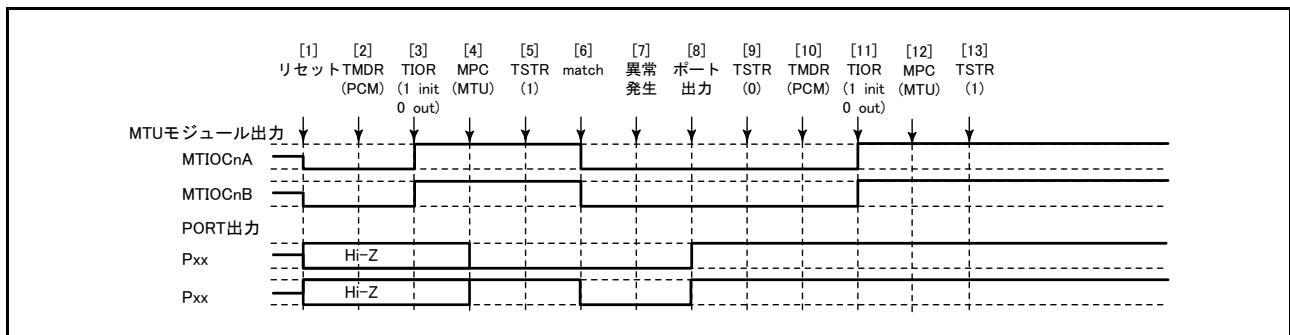 [1] [2] [3] [4] [5] [6] [7] [8] [9] [10] [11] [12] [13]
リセット TMDR TIOR MPC TSTR match 異常 ポート TSTR TMDR TIOR MPC TSTR
(PCM) (1 init (MTU) (1) 発生 出力 (0) (PCM) (1 init (MTU) (1)
0 out) 0 out)
MTUモジュール出力
MTIOCnA
MTIOCnB
PORT出力
Pxx Hi-Z
Pxx Hi-Z